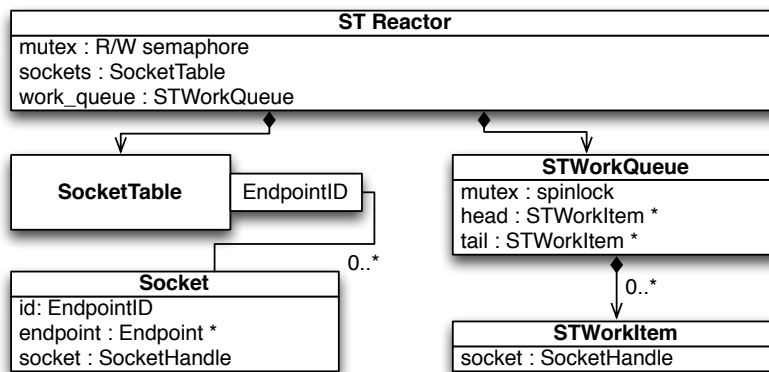 ST Reactor
mutex : R/W semaphore
sockets : SocketTable
work_queue : STWorkQueue
SocketTable
EndpointID
0..*
Socket
id: EndpointID
endpoint : Endpoint *
socket : SocketHandle
STWorkQueue
mutex : spinlock
head : STWorkItem *
tail : STWorkItem *
0..*
STWorkItem
socket : SocketHandle